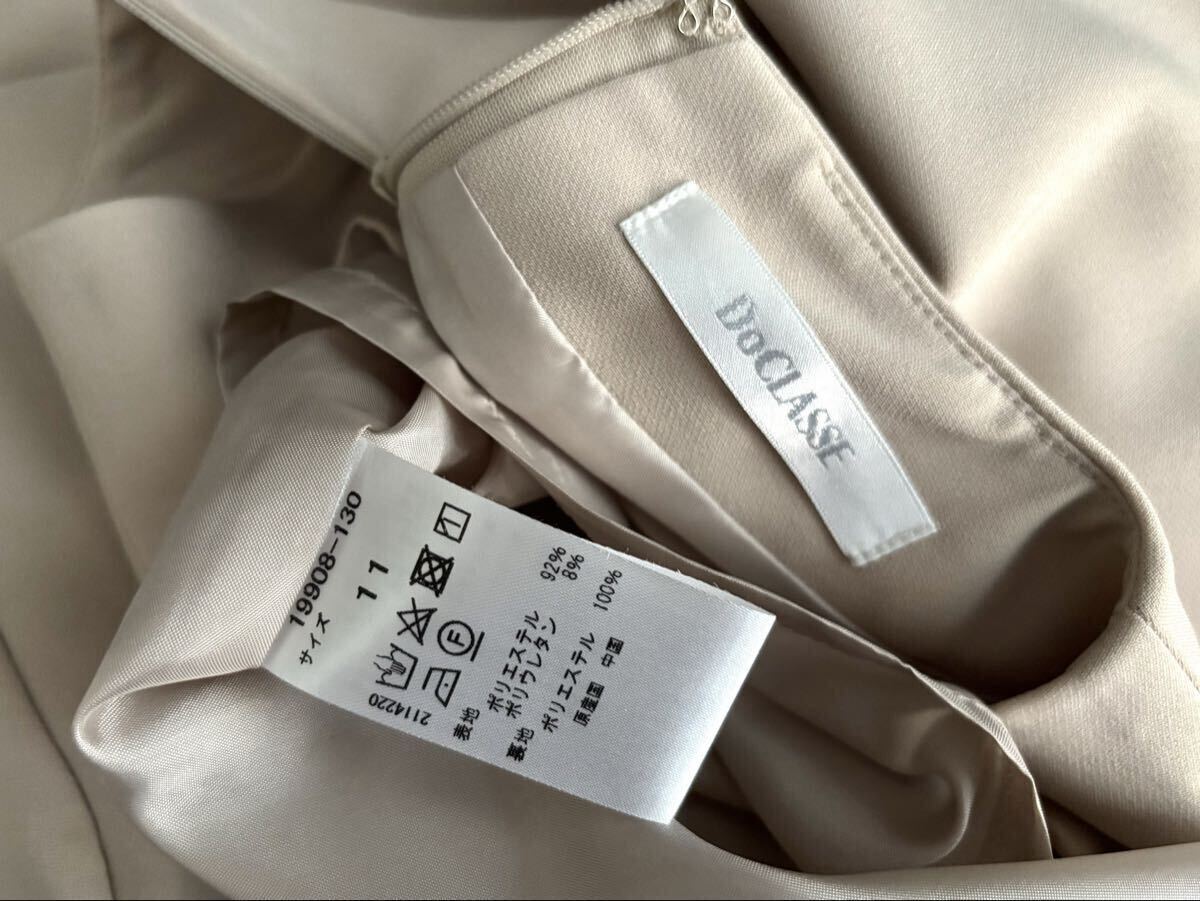 DoCLASSE
19908-130
サイズ 11
F
2114220
表地 ポリエステル 92%
ポリウレタン 8%
裏地 ポリエステル 100%
原産国 中国